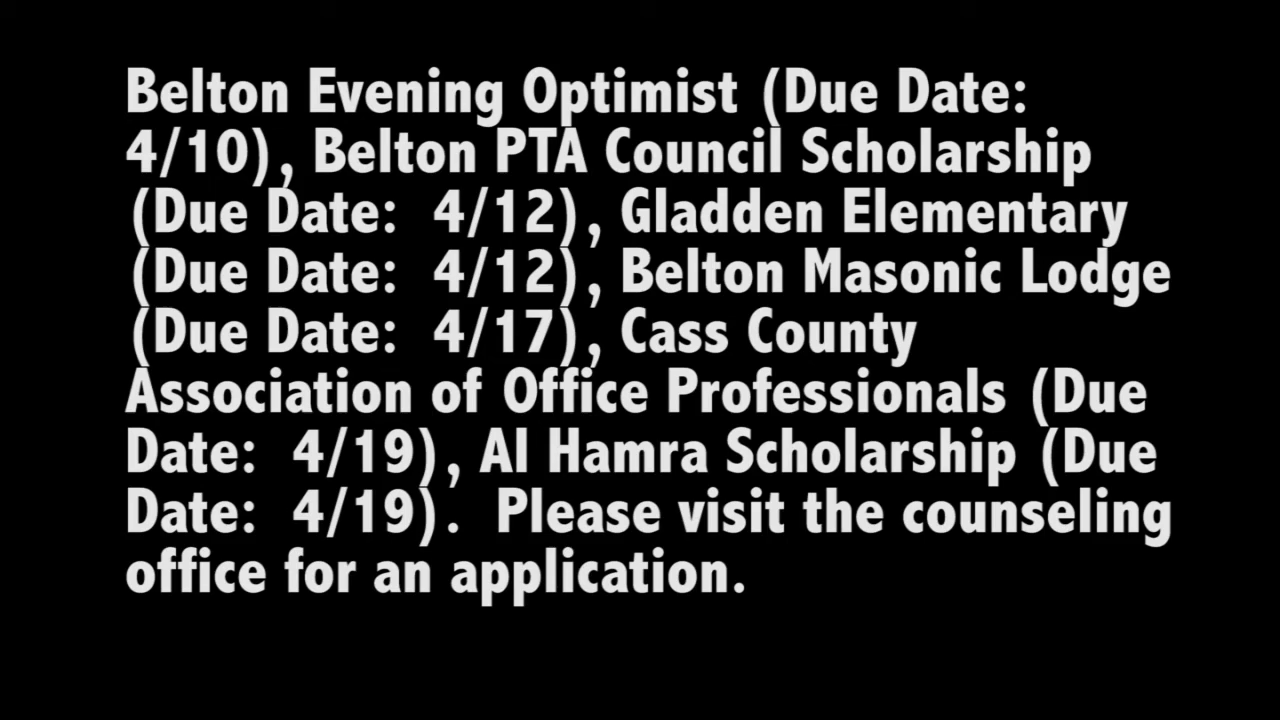 Belton Evening Optimist (Due Date:
4/10), Belton PTA Council Scholarship
(Due Date:  4/12), Gladden Elementary
(Due Date:  4/12), Belton Masonic Lodge
(Due Date:  4/17), Cass County
Association of Office Professionals (Due
Date:  4/19), Al Hamra Scholarship (Due
Date:  4/19).  Please visit the counseling
office for an application.